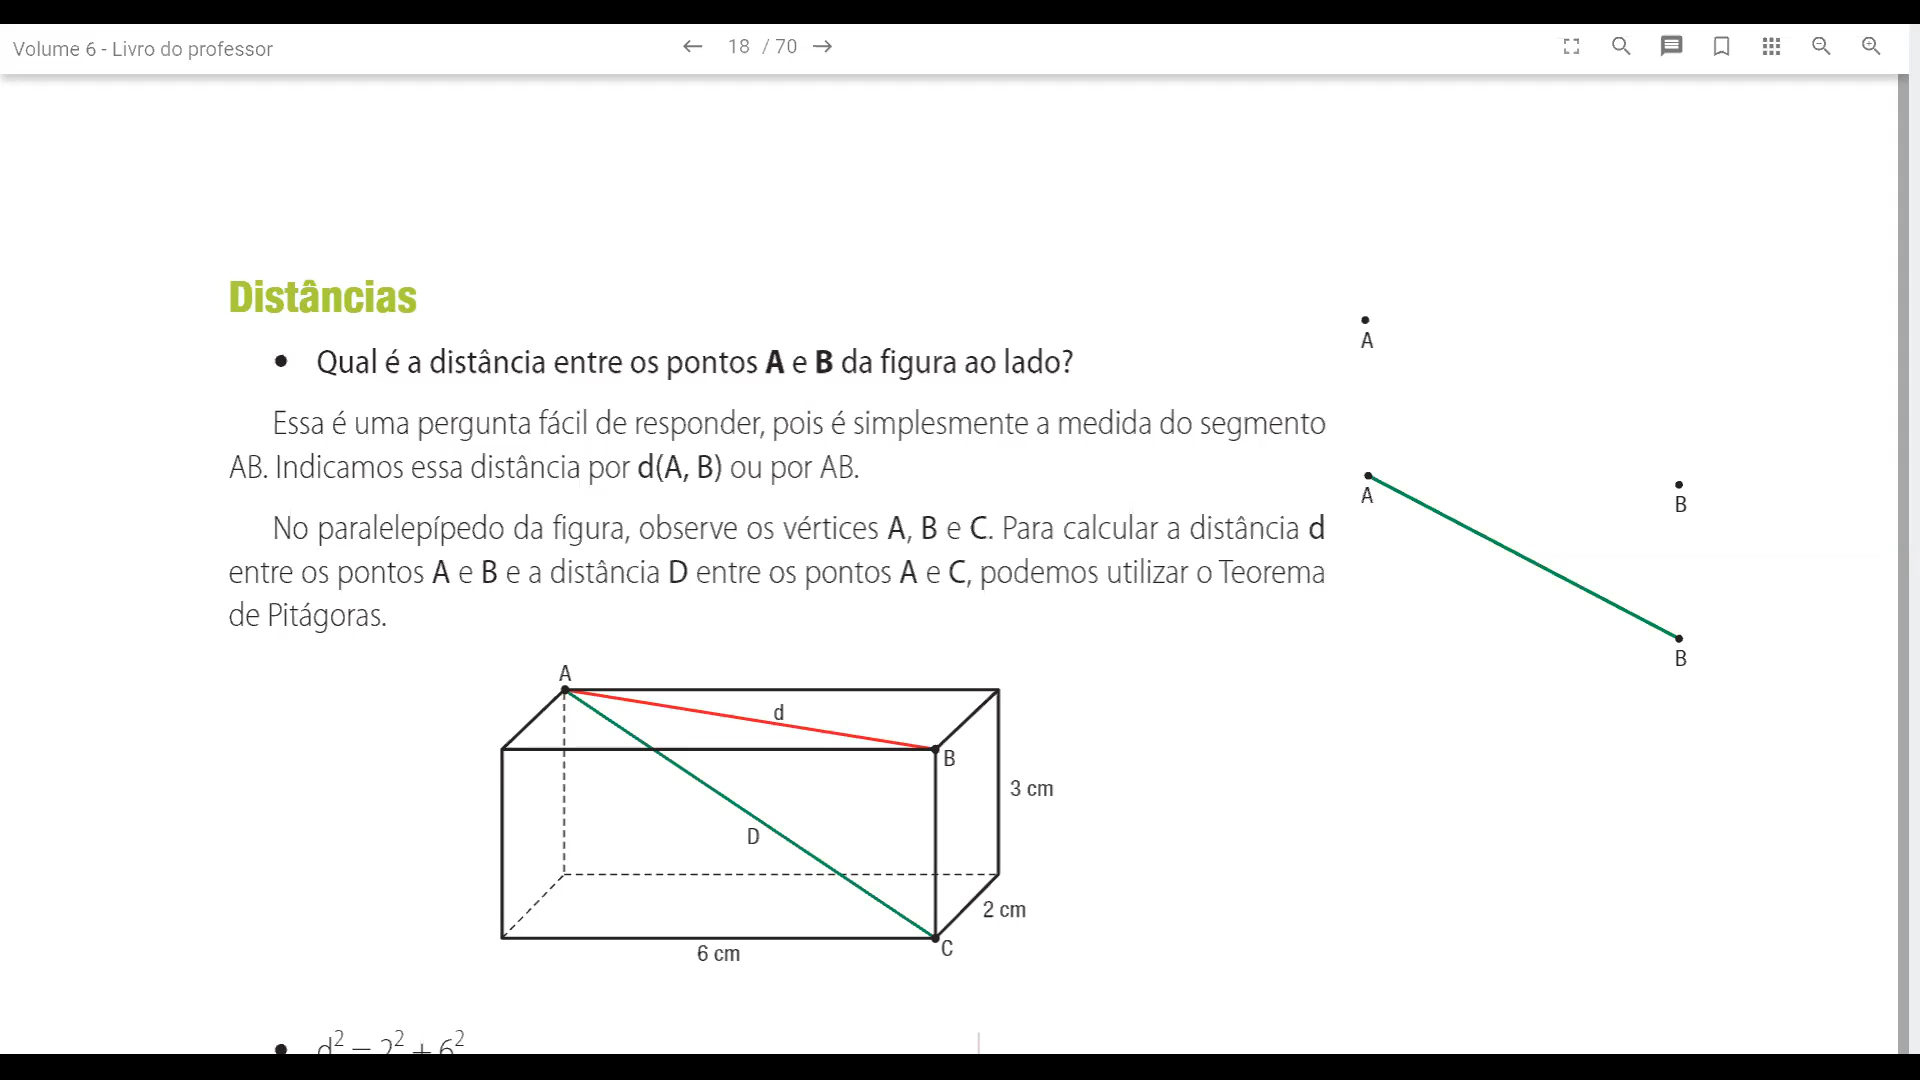 Volume 6 - Livro do professor
18 / 70
Distâncias
• Qual é a distância entre os pontos A e B da figura ao lado?
Essa é uma pergunta fácil de responder, pois é simplesmente a medida do segmento
AB. Indicamos essa distância por d(A, B) ou por AB.
No paralelepípedo da figura, observe os vértices A, B e C. Para calcular a distância d
entre os pontos A e B e a distância D entre os pontos A e C, podemos utilizar o Teorema
de Pitágoras.
A
A
B
B
A
d
B
3 cm
D
2 cm
C
6 cm
• d² = 2² + 6²